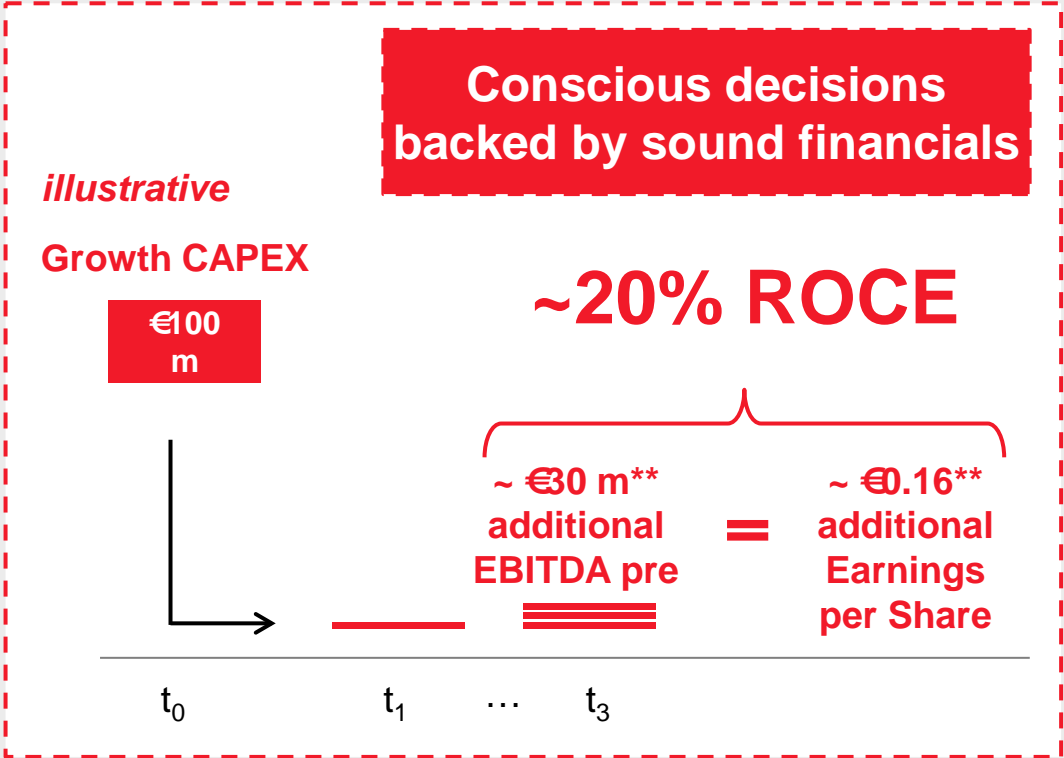 Conscious decisions
backed by sound financials
illustrative
Growth CAPEX
€100
m
~20% ROCE
~ €30 m**
additional
EBITDA pre
=
~ €0.16**
additional
Earnings
per Share
t₀
t₁
…
t₃